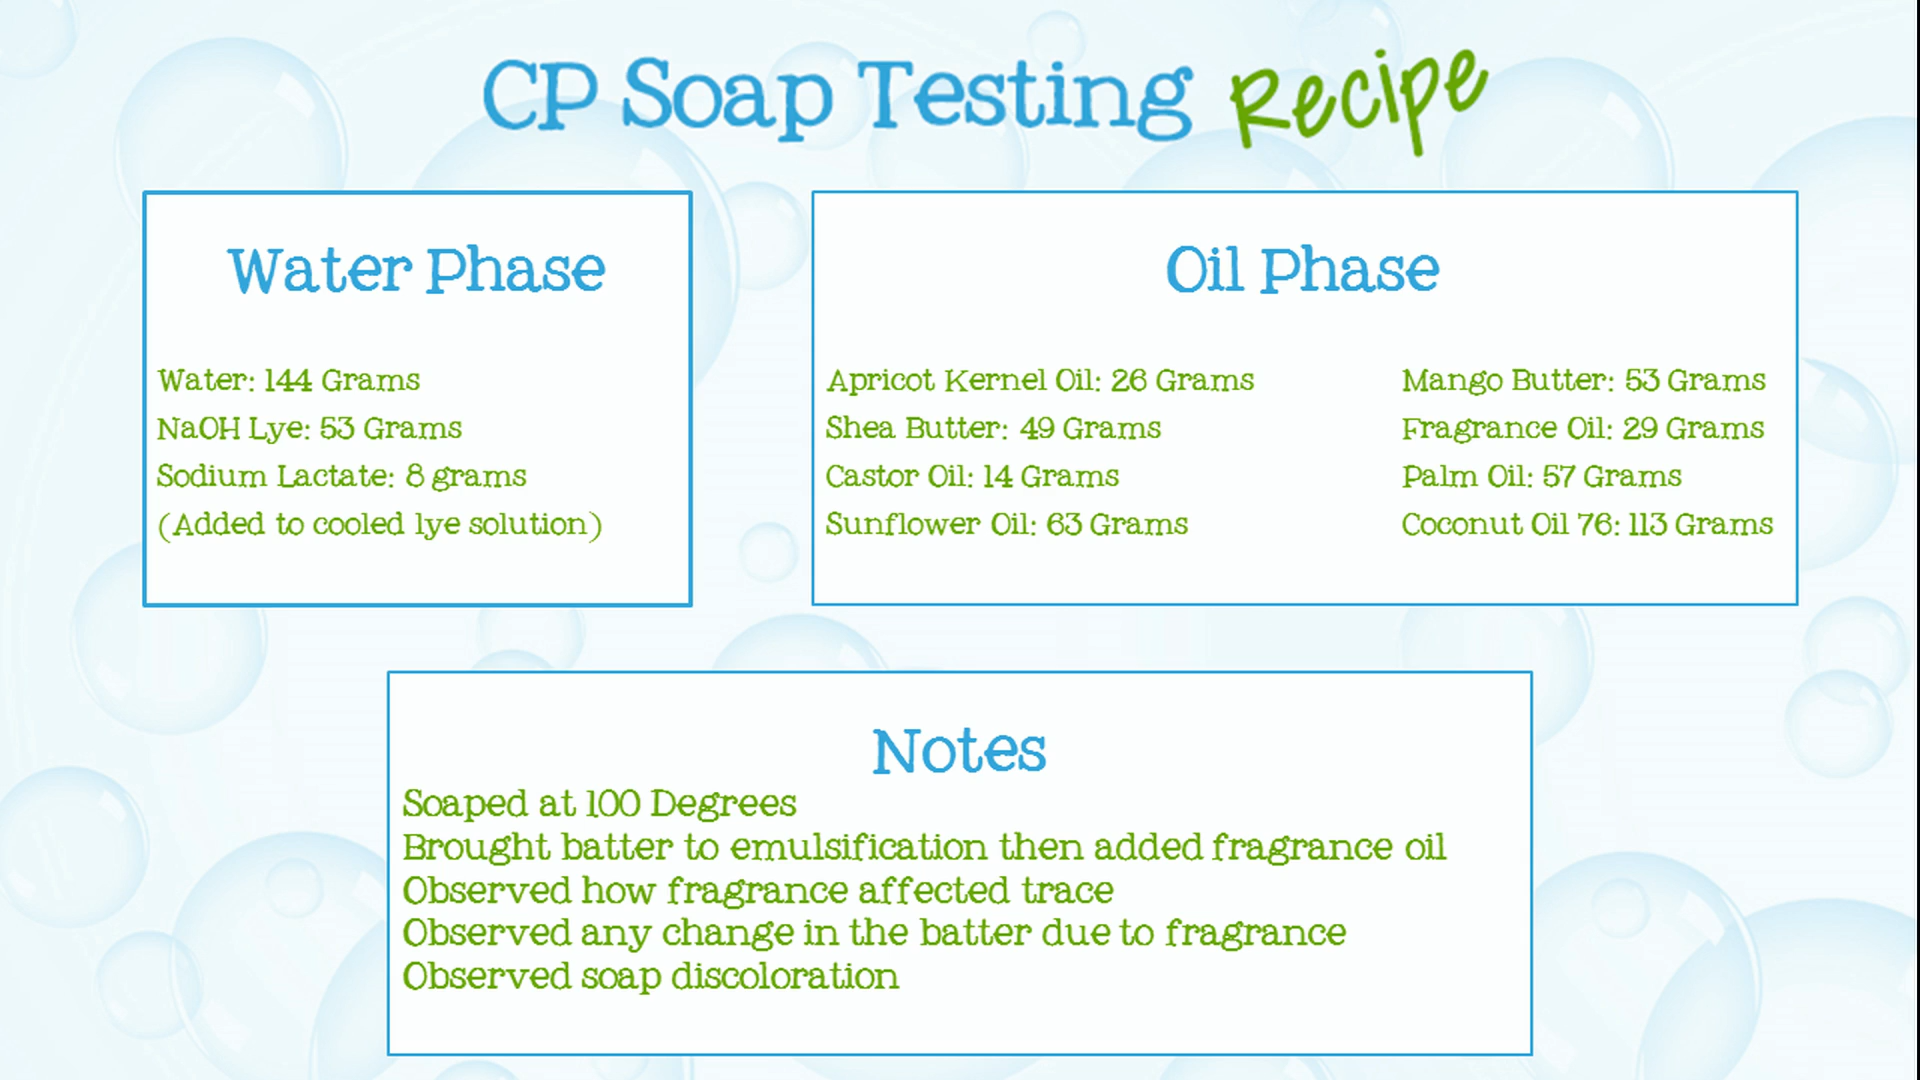 CP Soap Testing Recipe
Water Phase
Water: 144 Grams
NaOH Lye: 53 Grams
Sodium Lactate: 8 grams
(Added to cooled lye solution)
Oil Phase
Apricot Kernel Oil: 26 Grams
Shea Butter: 49 Grams
Castor Oil: 14 Grams
Sunflower Oil: 63 Grams
Mango Butter: 53 Grams
Fragrance Oil: 29 Grams
Palm Oil: 57 Grams
Coconut Oil 76: 113 Grams
Notes
Soaped at 100 Degrees
Brought batter to emulsification then added fragrance oil
Observed how fragrance affected trace
Observed any change in the batter due to fragrance
Observed soap discoloration